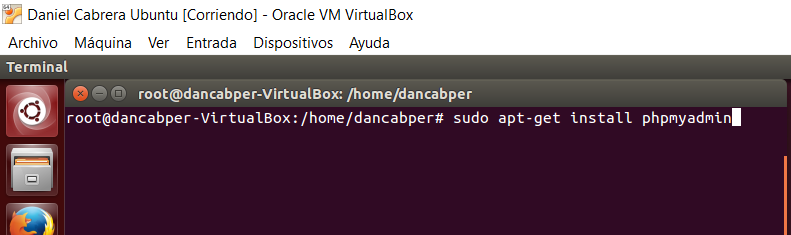 Daniel Cabrera Ubuntu [Corriendo] - Oracle VM VirtualBox
Archivo Máquina Ver Entrada Dispositivos Ayuda
Terminal
root@dancabper-VirtualBox: /home/dancabper
root@dancabper-VirtualBox:/home/dancabper# sudo apt-get install phpmyadmin